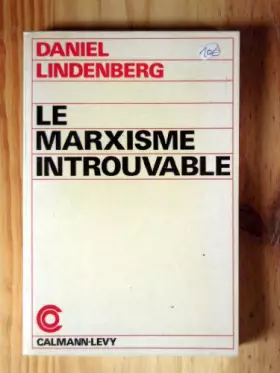 DANIEL
LINDENBERG
10€
LE
MARXISME
INTROUVABLE
CALMANN-LEVY